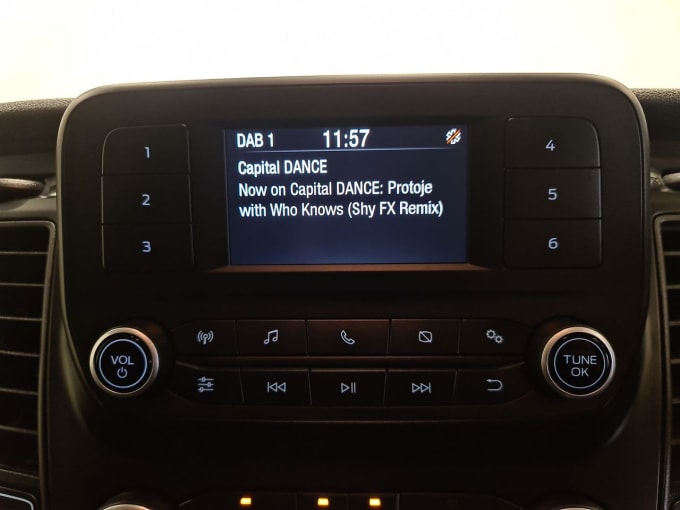 DAB 1 11:57
Capital DANCE
Now on Capital DANCE: Protoje
with Who Knows (Shy FX Remix)
1
2
3
4
5
6
VOL
TUNE
OK